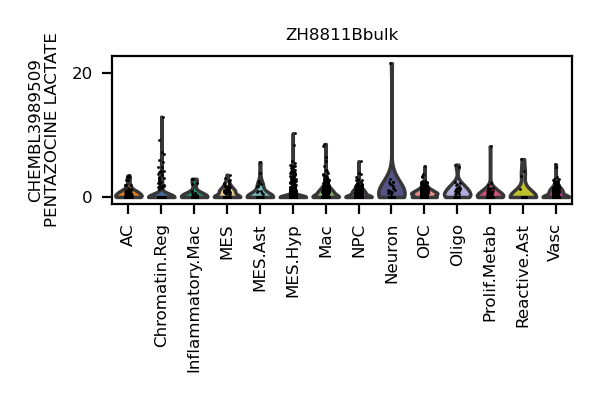 ZH8811Bbulk
CHEMBL3989509
PENTAZOCINE LACTATE
20
0
AC
Chromatin.Reg
Inflammatory.Mac
MES
MES.Ast
MES.Hyp
Mac
NPC
Neuron
OPC
Oligo
Prolif.Metab
Reactive.Ast
Vasc